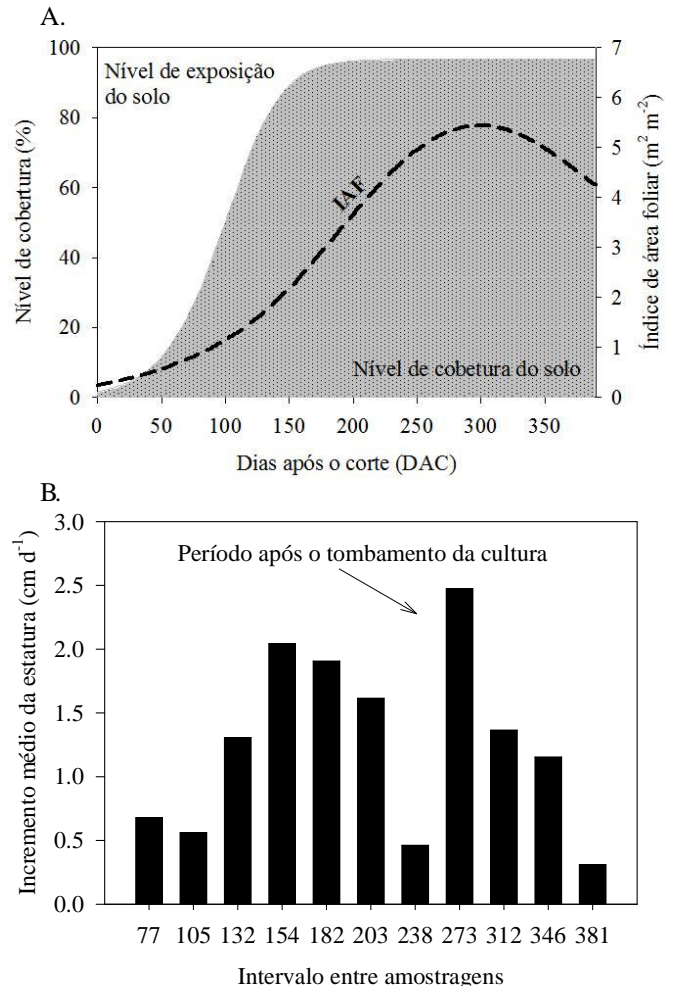 A.
Nível de exposição
do solo
IAF
Nível de cobetura do solo
Nível de cobertura (%)
100
80
60
40
20
0
Índice de área foliar (m² m⁻²)
7
6
5
4
3
2
1
0
0 50 100 150 200 250 300 350
Dias após o corte (DAC)
B.
Período após o tombamento da cultura
Incremento médio da estatura (cm d⁻¹)
3.0
2.5
2.0
1.5
1.0
0.5
0.0
77 105 132 154 182 203 238 273 312 346 381
Intervalo entre amostragens